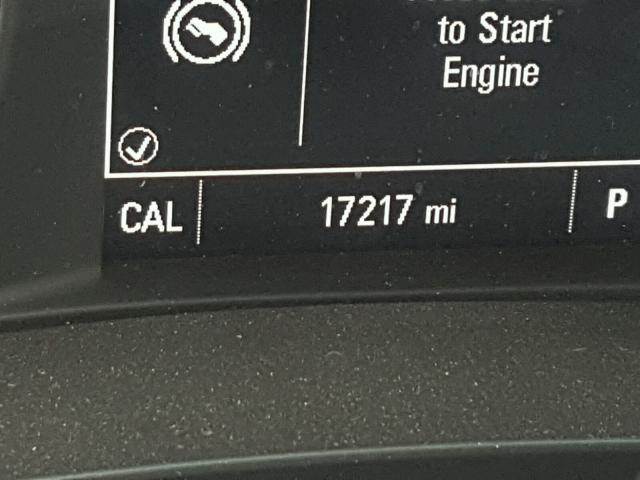 to Start
Engine
CAL
17217 mi
P